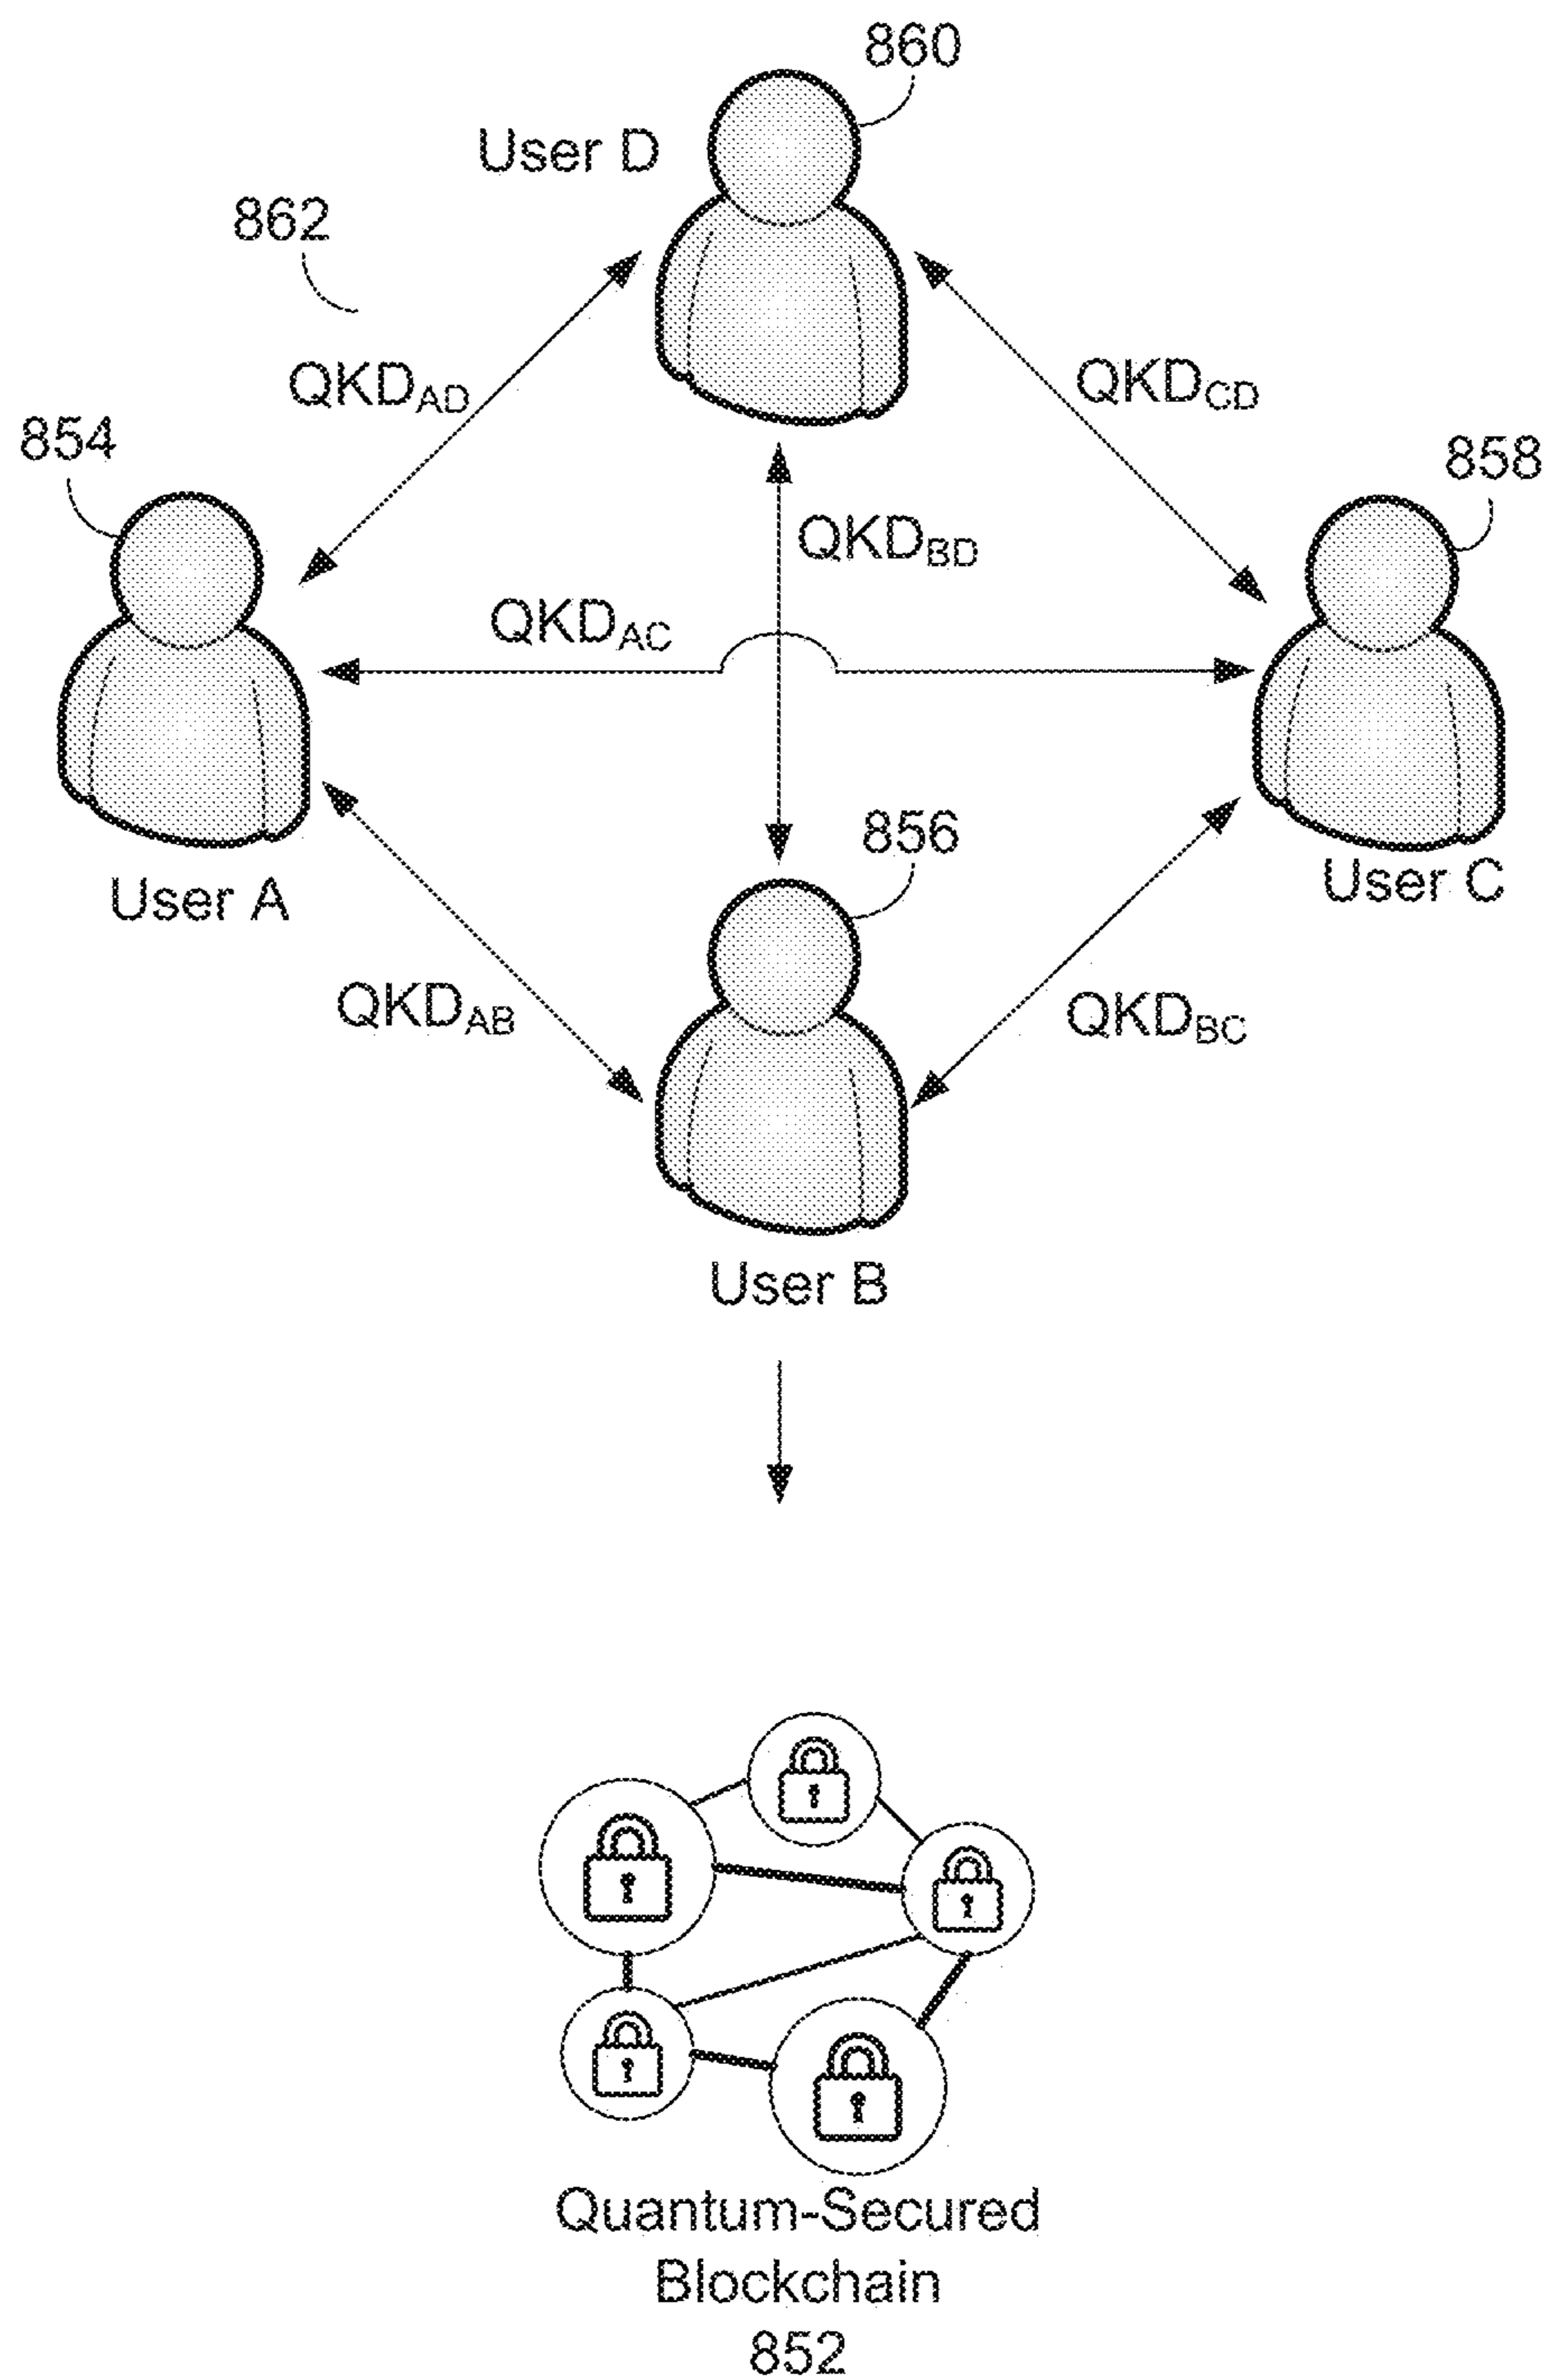 860
User D
862
QKDAD
QKDCD
854
858
QKDBD
QKDAC
856
User A
User C
QKDAB
QKDBC
User B
Quantum-Secured
Blockchain
852